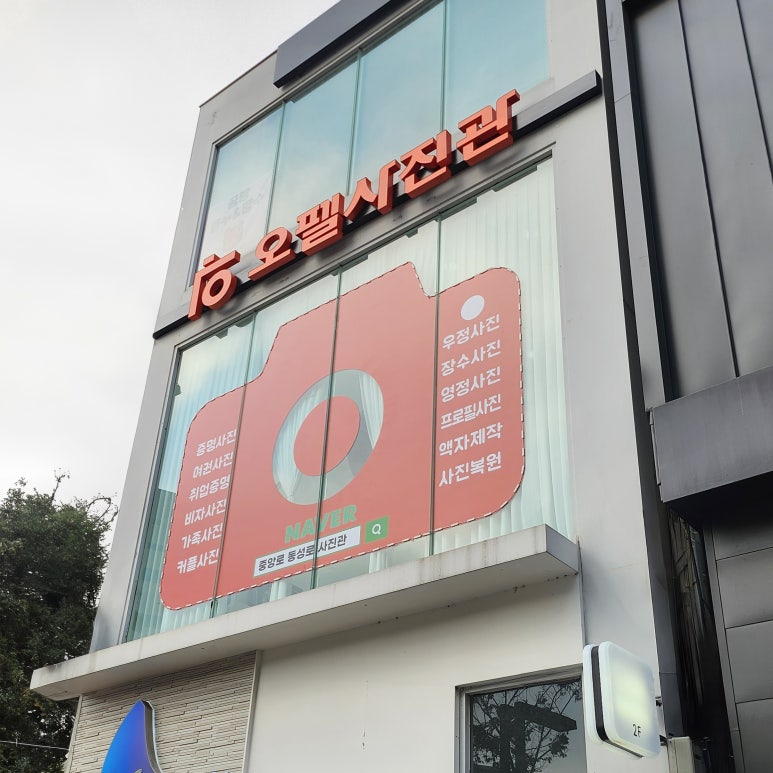 오펠사진관
증명사진
여권사진
취업증명
비자사진
가족사진
커플사진
우정사진
장수사진
영정사진
프로필사진
액자제작
사진복원
NAVER
중앙로 동성로 사진관
2F